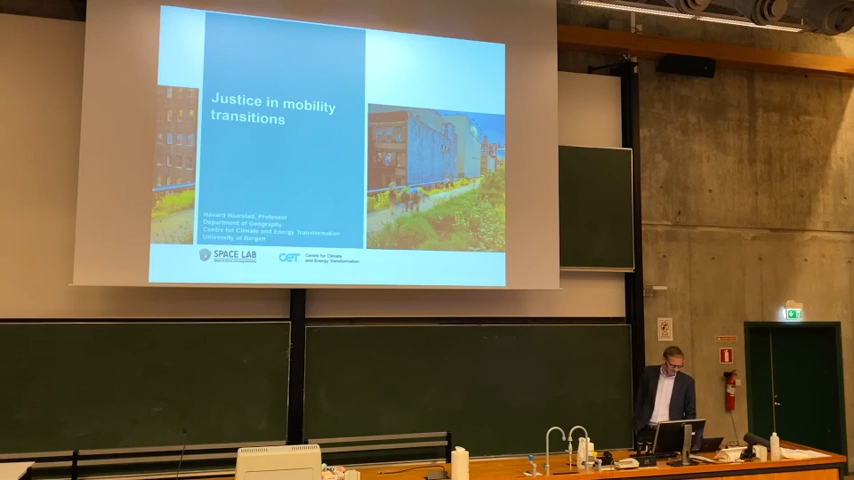 Justice in mobility
transitions
Håvard Haarstad, Professor
Department of Geography
Centre for Climate and Energy Transformation
University of Bergen
SPACE LAB
CET
Centre for Climate
and Energy Transformation